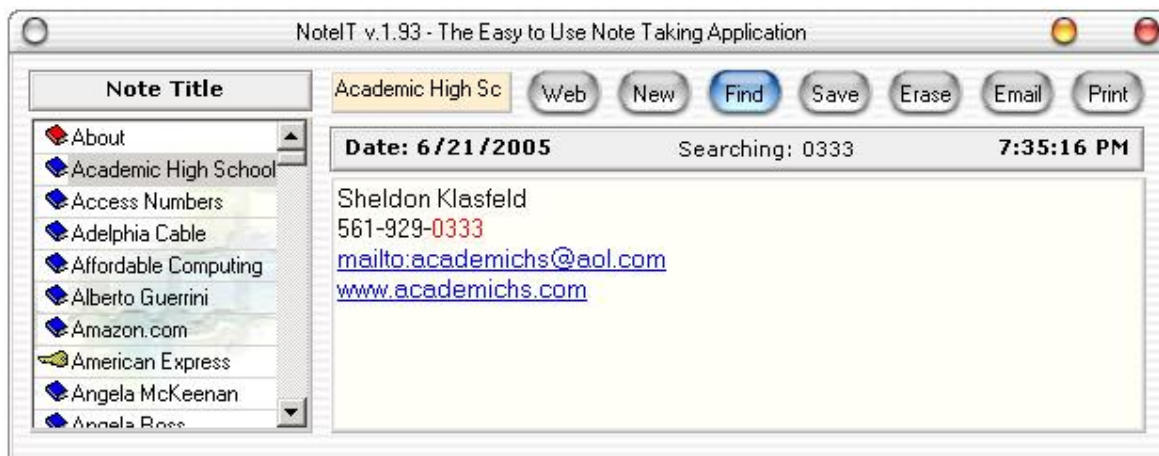 NoteIT v.1.93 - The Easy to Use Note Taking Application
Note Title
About
Academic High School
Access Numbers
Adelphia Cable
Affordable Computing
Alberto Guerrini
Amazon.com
American Express
Angela McKeenan
Angela Ross
Academic High Sc
Web
New
Find
Save
Erase
Email
Print
Date: 6/21/2005 Searching: 0333 7:35:16 PM
Sheldon Klasfeld
561-929-0333
mailto:academichs@aol.com
www.academichs.com